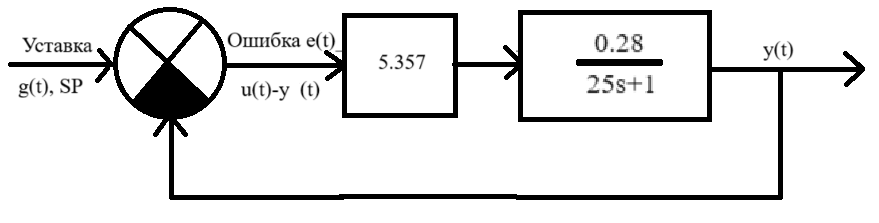 Уставка
g(t), SP
Ошибка e(t)_
u(t)-y (t)
5.357
0.28
25s+1
y(t)